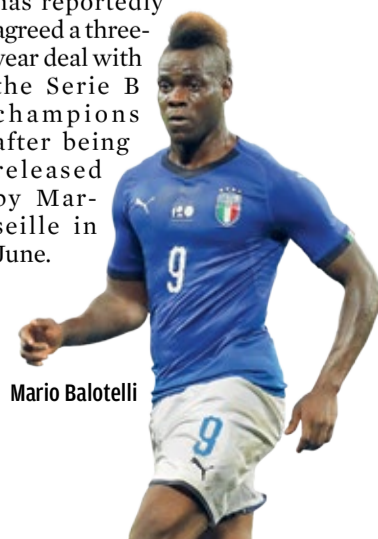 has reportedly
agreed a three-
year deal with
the Serie B
champions
after being
released
by Mar-
seille in
June.
9
Mario Balotelli
9